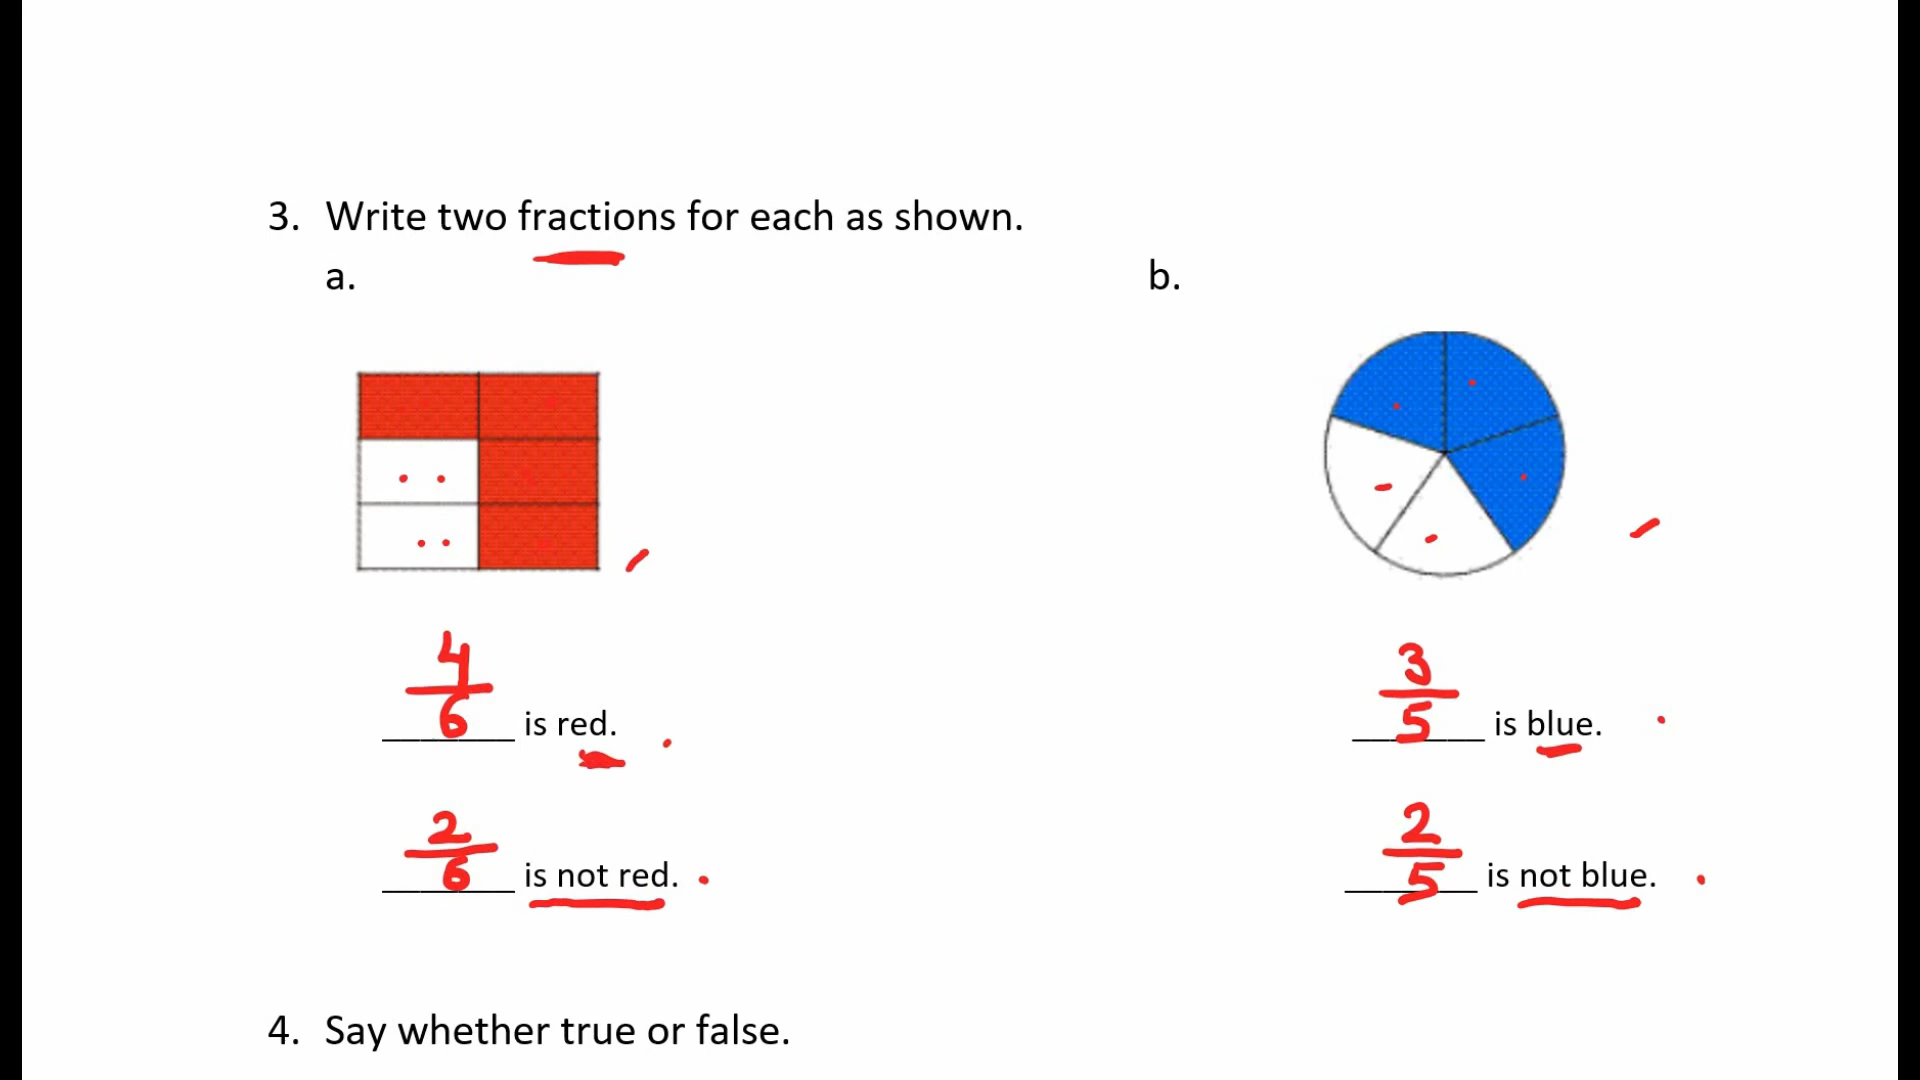 3. Write two fractions for each as shown.
a.
b.
4/6 is red.
3/5 is blue.
2/6 is not red.
2/5 is not blue.
4. Say whether true or false.